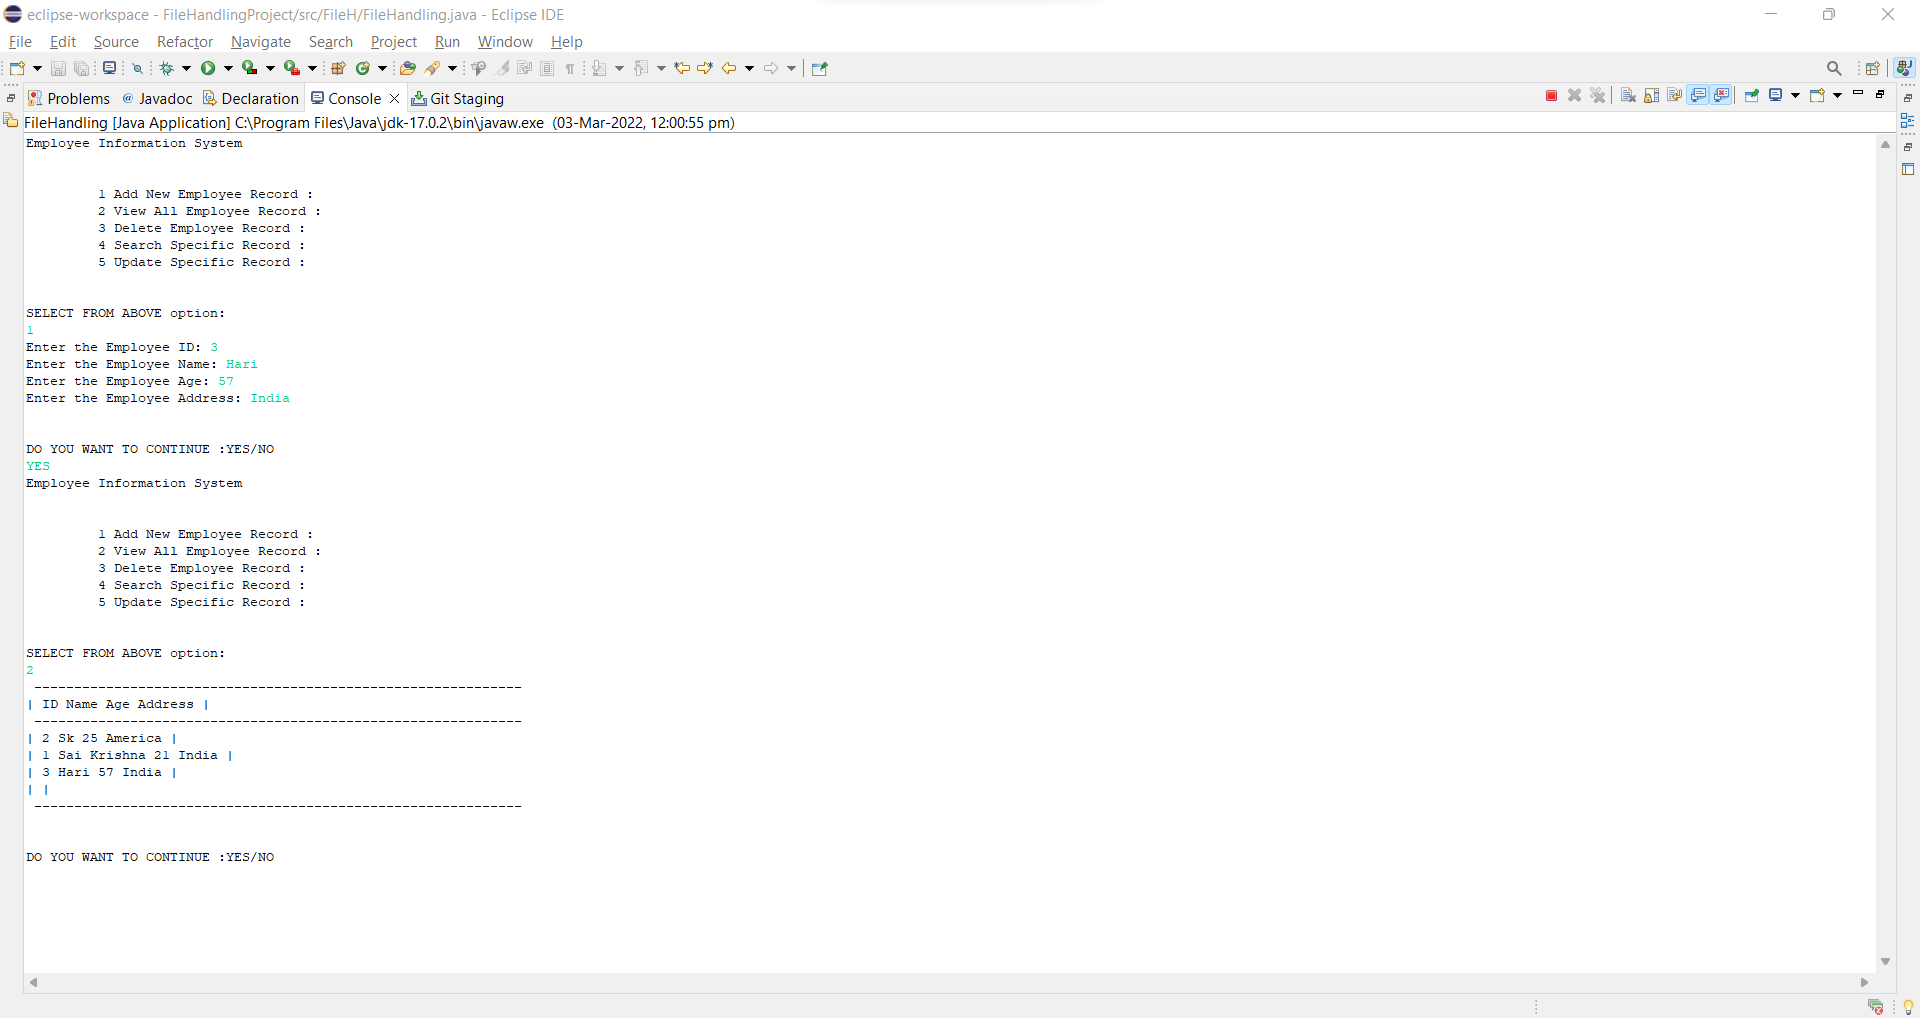 eclipse-workspace - FileHandlingProject/src/FileH/FileHandling.java - Eclipse IDE
File Edit Source Refactor Navigate Search Project Run Window Help
Problems Javadoc Declaration Console Git Staging
FileHandling [Java Application] C:\Program Files\Java\jdk-17.0.2\bin\javaw.exe (03-Mar-2022, 12:00:55 pm)
Employee Information System
1 Add New Employee Record :
2 View All Employee Record :
3 Delete Employee Record :
4 Search Specific Record :
5 Update Specific Record :
SELECT FROM ABOVE option:
1
Enter the Employee ID: 3
Enter the Employee Name: Hari
Enter the Employee Age: 57
Enter the Employee Address: India
DO YOU WANT TO CONTINUE :YES/NO
YES
Employee Information System
1 Add New Employee Record :
2 View All Employee Record :
3 Delete Employee Record :
4 Search Specific Record :
5 Update Specific Record :
SELECT FROM ABOVE option:
2
-------------------------------------------------------------
| ID Name Age Address |
-------------------------------------------------------------
| 2 Sk 25 America |
| 1 Sai Krishna 21 India |
| 3 Hari 57 India |
| |
-------------------------------------------------------------
DO YOU WANT TO CONTINUE :YES/NO